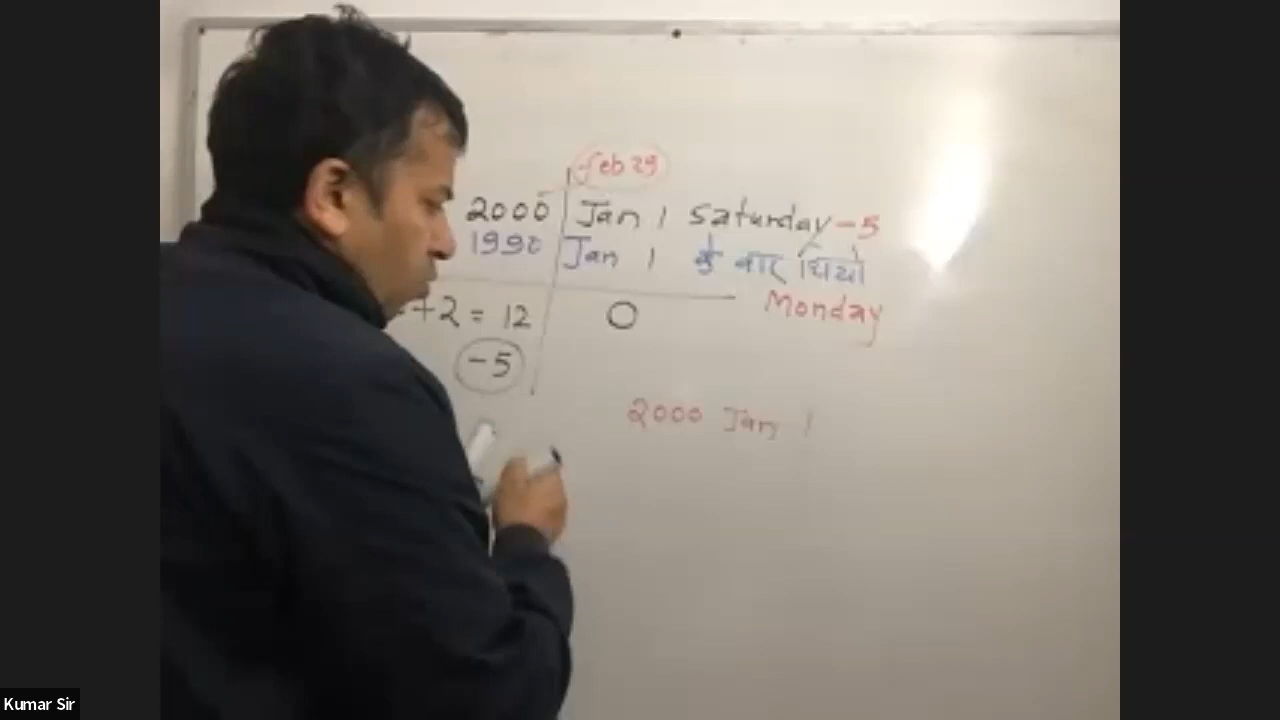 Feb 29
2000 Jan 1 Saturday -5
1990 Jan 1 के वार थियो
+2 = 12 0 Monday
-5
2000 Jan 1
Kumar Sir